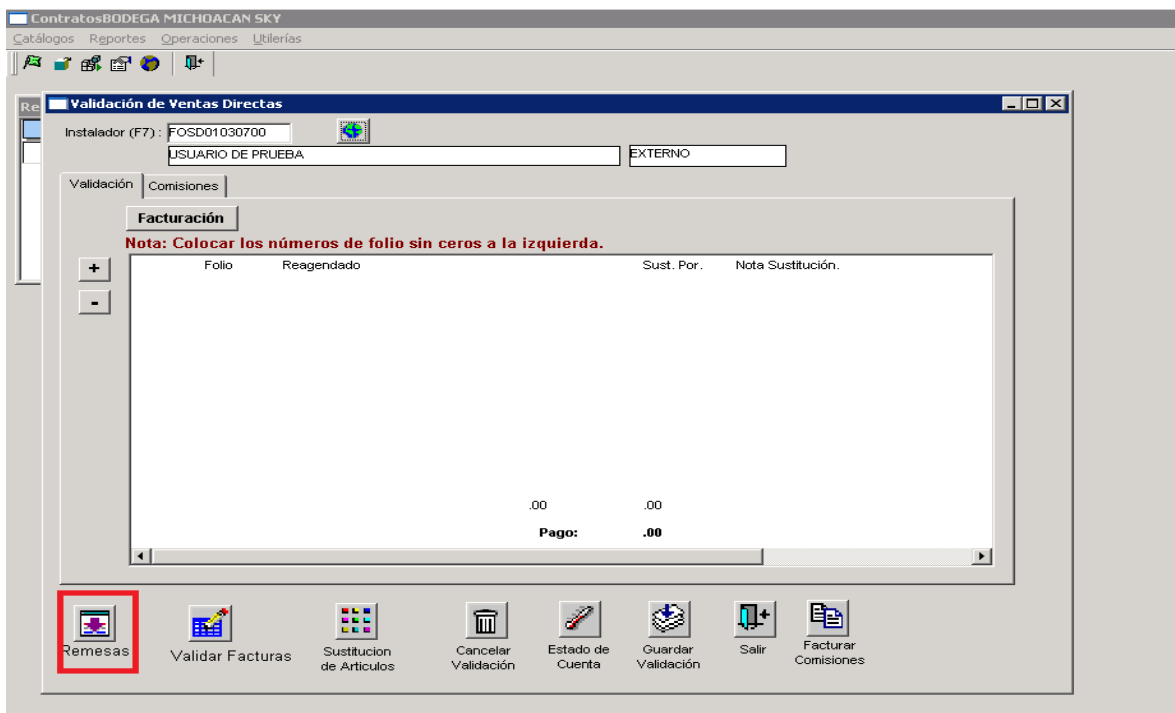 ContratosBODEGA MICHOACAN SKY
Catálogos Reportes Operaciones Utilerías
Re
Validación de Ventas Directas
Instalador (F7) : FOSD01030700
USUARIO DE PRUEBA EXTERNO
Validación Comisiones
Facturación
Nota: Colocar los números de folio sin ceros a la izquierda.
+ Folio Reagendado Sust. Por. Nota Sustitución.
-
.00 .00
Pago: .00
Remesas
Validar Facturas
Sustitucion
de Articulos
Cancelar
Validación
Estado de
Cuenta
Guardar
Validación
Salir
Facturar
Comisiones